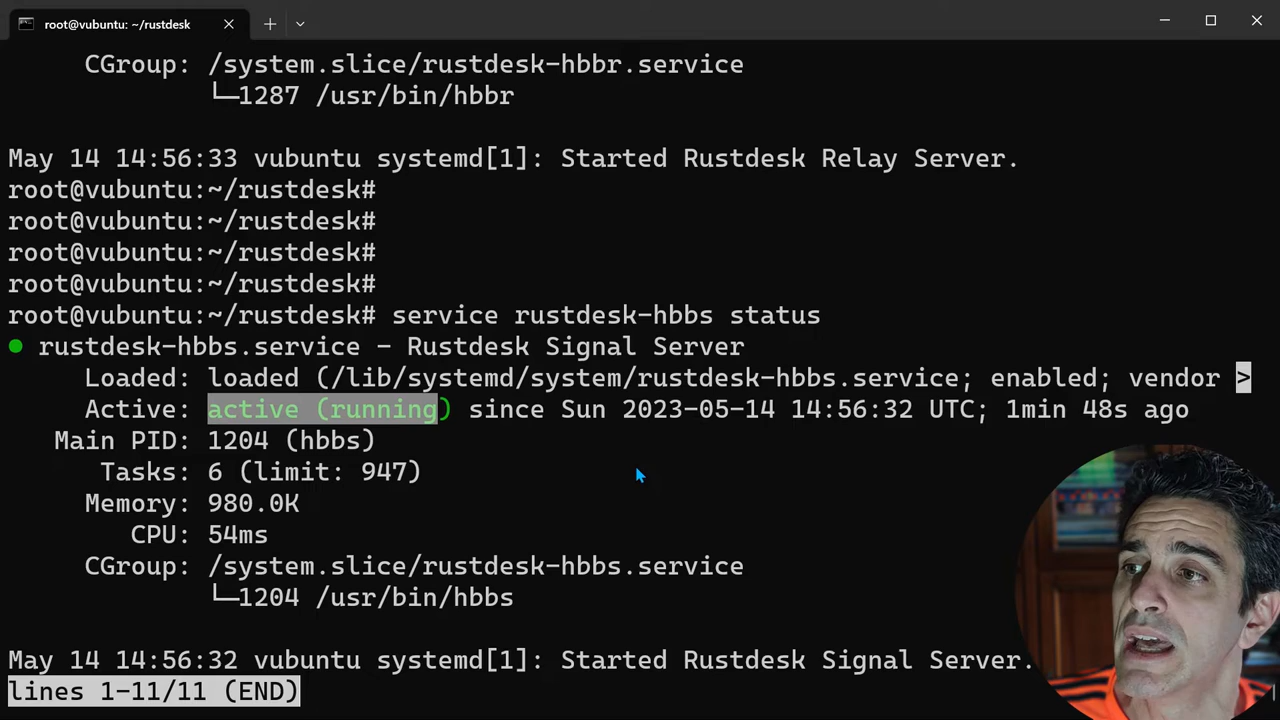 root@vubuntu: ~/rustdesk
CGroup: /system.slice/rustdesk-hbbr.service
└─1287 /usr/bin/hbbr
May 14 14:56:33 vubuntu systemd[1]: Started Rustdesk Relay Server.
root@vubuntu:~/rustdesk#
root@vubuntu:~/rustdesk#
root@vubuntu:~/rustdesk#
root@vubuntu:~/rustdesk#
root@vubuntu:~/rustdesk# service rustdesk-hbbs status
● rustdesk-hbbs.service - Rustdesk Signal Server
Loaded: loaded (/lib/systemd/system/rustdesk-hbbs.service; enabled; vendor >
Active: active (running) since Sun 2023-05-14 14:56:32 UTC; 1min 48s ago
Main PID: 1204 (hbbs)
Tasks: 6 (limit: 947)
Memory: 980.0K
CPU: 54ms
CGroup: /system.slice/rustdesk-hbbs.service
└─1204 /usr/bin/hbbs
May 14 14:56:32 vubuntu systemd[1]: Started Rustdesk Signal Server.
lines 1-11/11 (END)